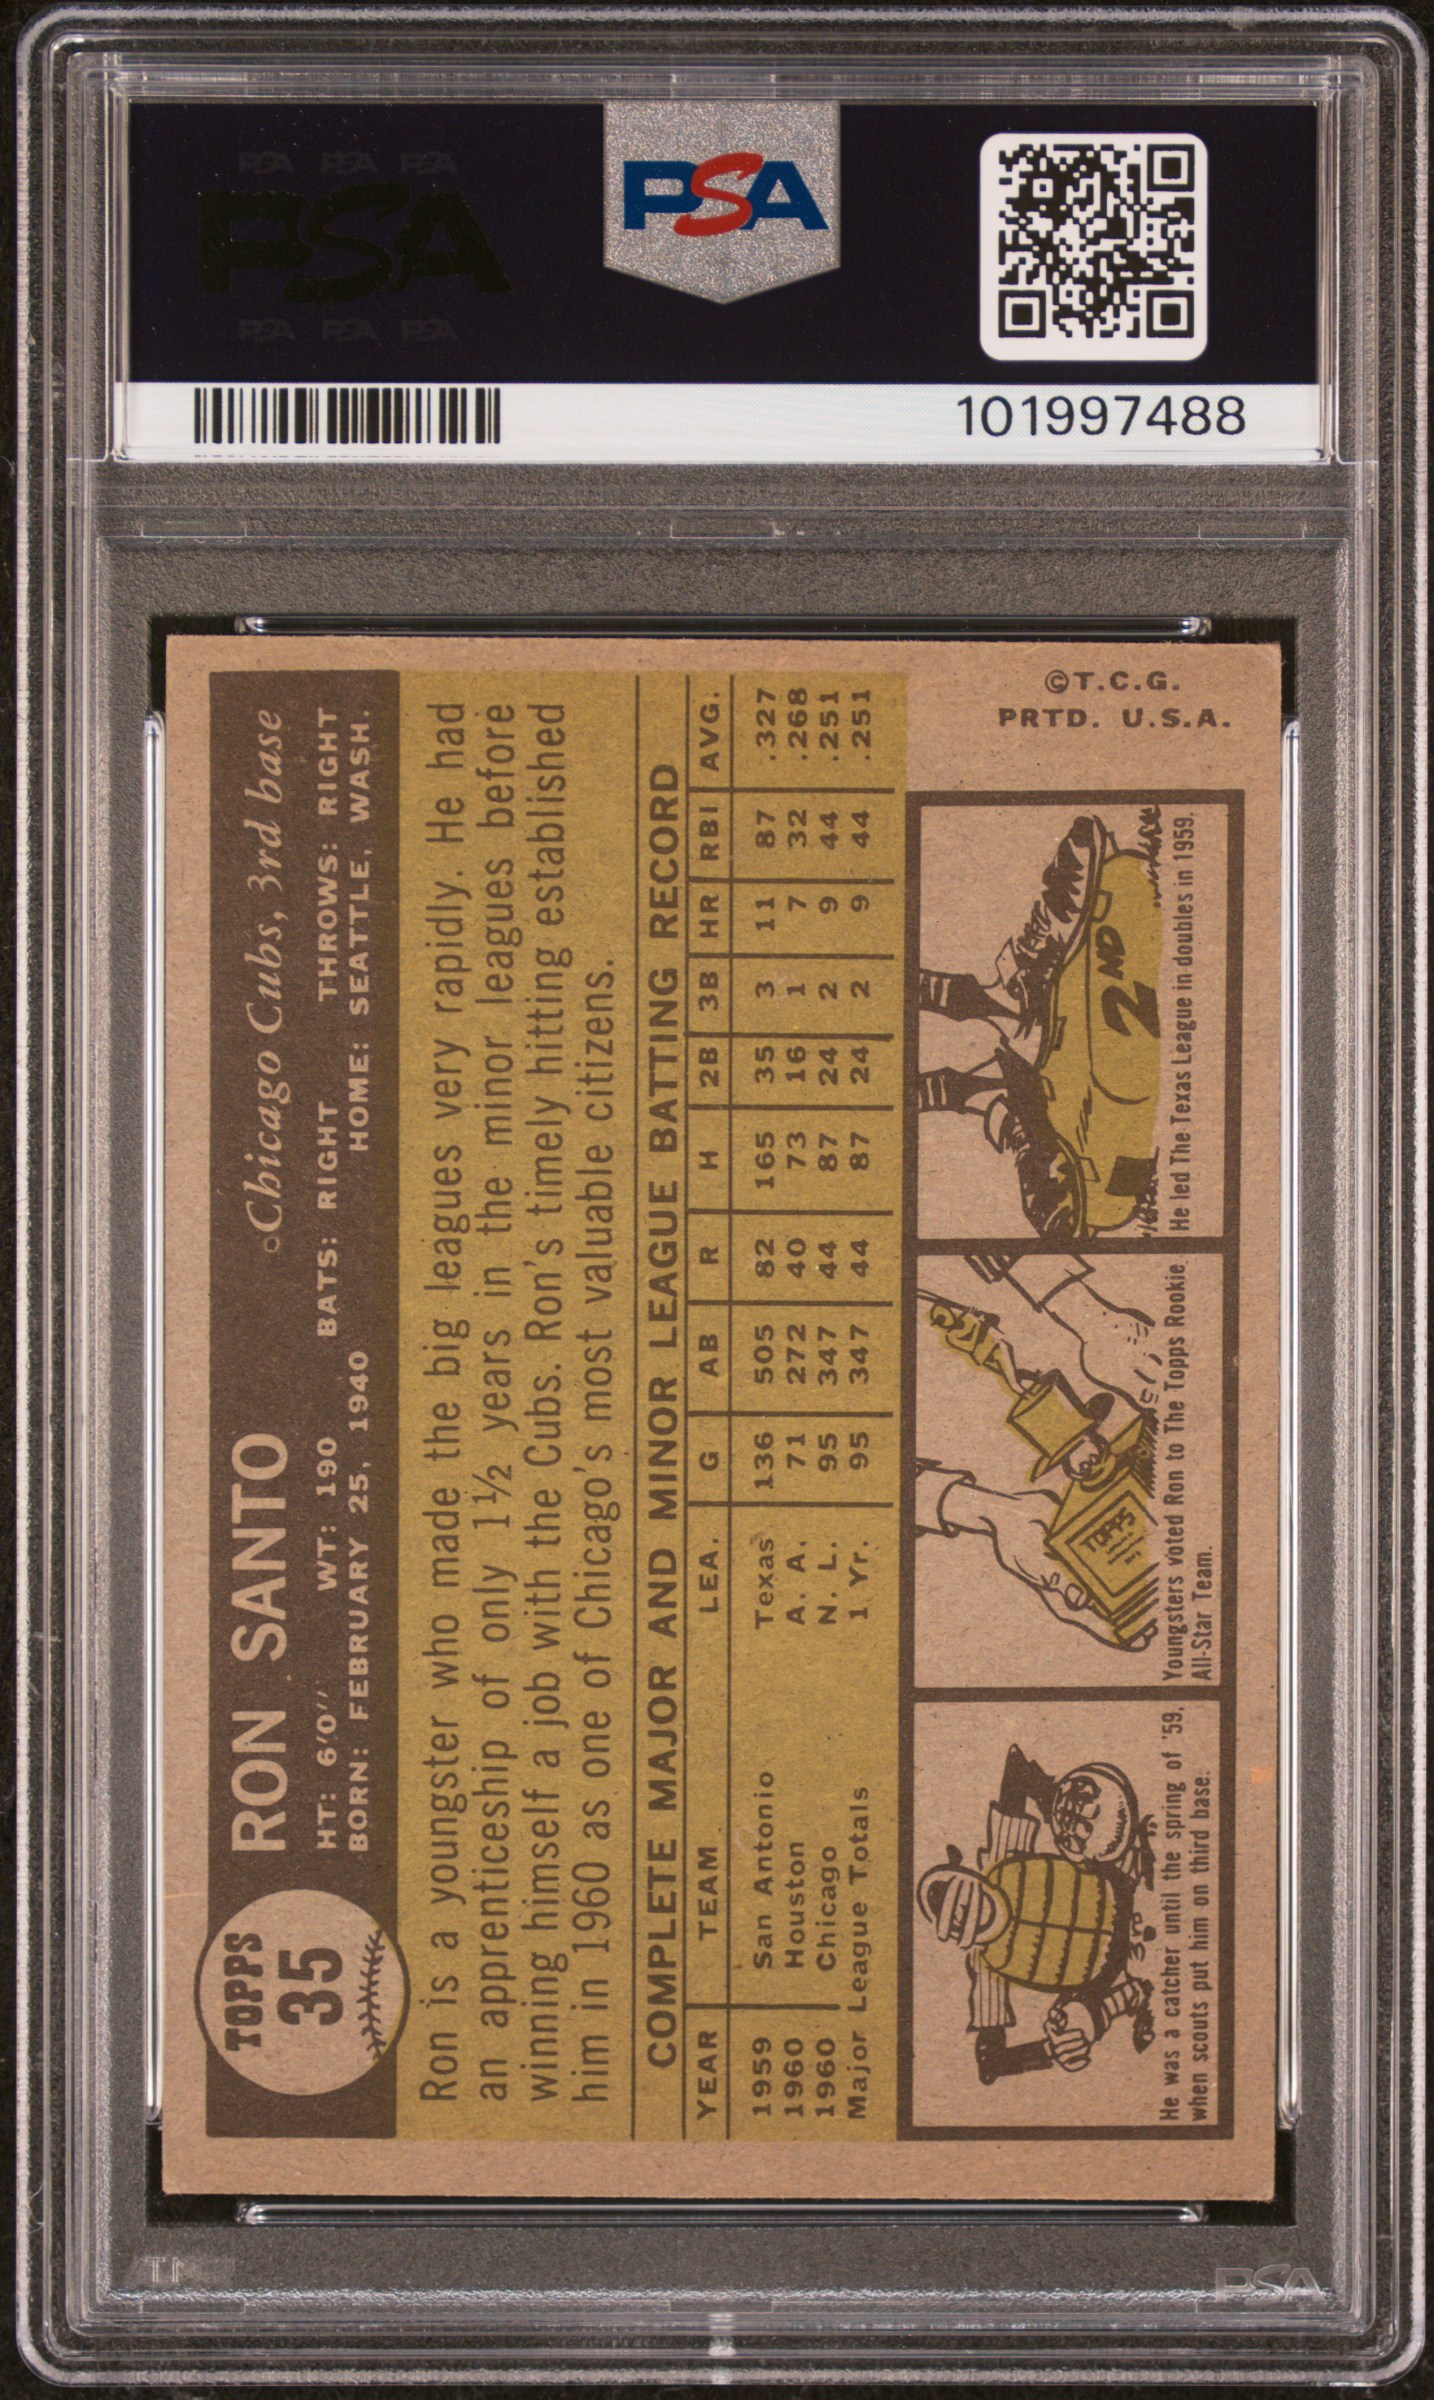 PSA PSA PSA
PSA
PSA PSA PSA
PSA
101997488
TOPPS
35
RON SANTO Chicago Cubs, 3rd base
HT: 6'0" WT: 190 BATS: RIGHT THROWS: RIGHT
BORN: FEBRUARY 25, 1940 HOME: SEATTLE, WASH.
Ron is a youngster who made the big leagues very rapidly. He had
an apprenticeship of only 1½ years in the minor leagues before
winning himself a job with the Cubs. Ron's timely hitting established
him in 1960 as one of Chicago's most valuable citizens.
COMPLETE MAJOR AND MINOR LEAGUE BATTING RECORD
YEAR TEAM LEA. G AB R H 2B 3B HR RBI AVG.
1959 San Antonio Texas 136 505 82 165 35 3 11 87 .327
1960 Houston A. A. 71 272 40 73 16 1 7 32 .268
1960 Chicago N. L. 95 347 44 87 24 2 9 44 .251
Major League Totals 1 Yr. 95 347 44 87 24 2 9 44 .251
3rd
He was a catcher until the spring of '59,
when scouts put him on third base.
TOPPS
Youngsters voted Ron to The Topps Rookie
All-Star Team.
2ND
He led The Texas League in doubles in 1959.
©T.C.G.
PRTD. U.S.A.
PSA